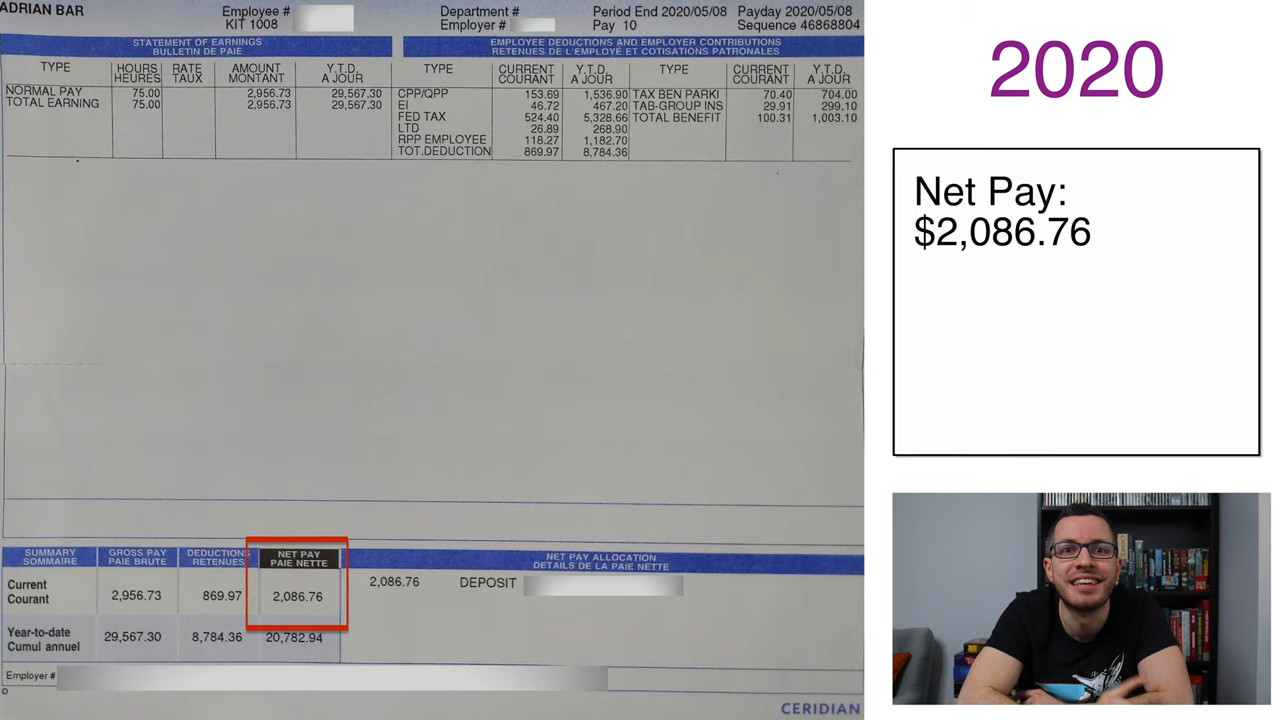 ADRIAN BAR
Employee #
KIT 1008
Department #
Employer #
Period End 2020/05/08
Pay 10
Payday 2020/05/08
Sequence 46868804
STATEMENT OF EARNINGS
BULLETIN DE PAIE
TYPE HOURS HEURES RATE TAUX AMOUNT MONTANT Y.T.D. A JOUR
NORMAL PAY 75.00 2,956.73 29,567.30
TOTAL EARNING 75.00 2,956.73 29,567.30
EMPLOYEE DEDUCTIONS AND EMPLOYER CONTRIBUTIONS
RETENUES DE L'EMPLOYÉ ET COTISATIONS PATRONALES
TYPE CURRENT COURANT Y.T.D. A JOUR TYPE CURRENT COURANT Y.T.D. A JOUR
CPP/QPP 153.69 1,536.90 TAX BEN PARKI 70.40 704.00
EI 46.72 467.20 TAB-GROUP INS 29.91 299.10
FED TAX 524.40 5,328.66 TOTAL BENEFIT 100.31 1,003.10
LTD 26.89 268.90
RPP EMPLOYEE 118.27 1,182.70
TOT.DEDUCTION 869.97 8,784.36
SUMMARY SOMMAIRE GROSS PAY PAIE BRUTE DEDUCTIONS RETENUES NET PAY PAIE NETTE
NET PAY ALLOCATION
DETAILS DE LA PAIE NETTE
Current
Courant 2,956.73 869.97 2,086.76
2,086.76 DEPOSIT
Year-to-date
Cumul annuel 29,567.30 8,784.36 20,782.94
Employer #
CERIDIAN
2020
Net Pay:
$2,086.76